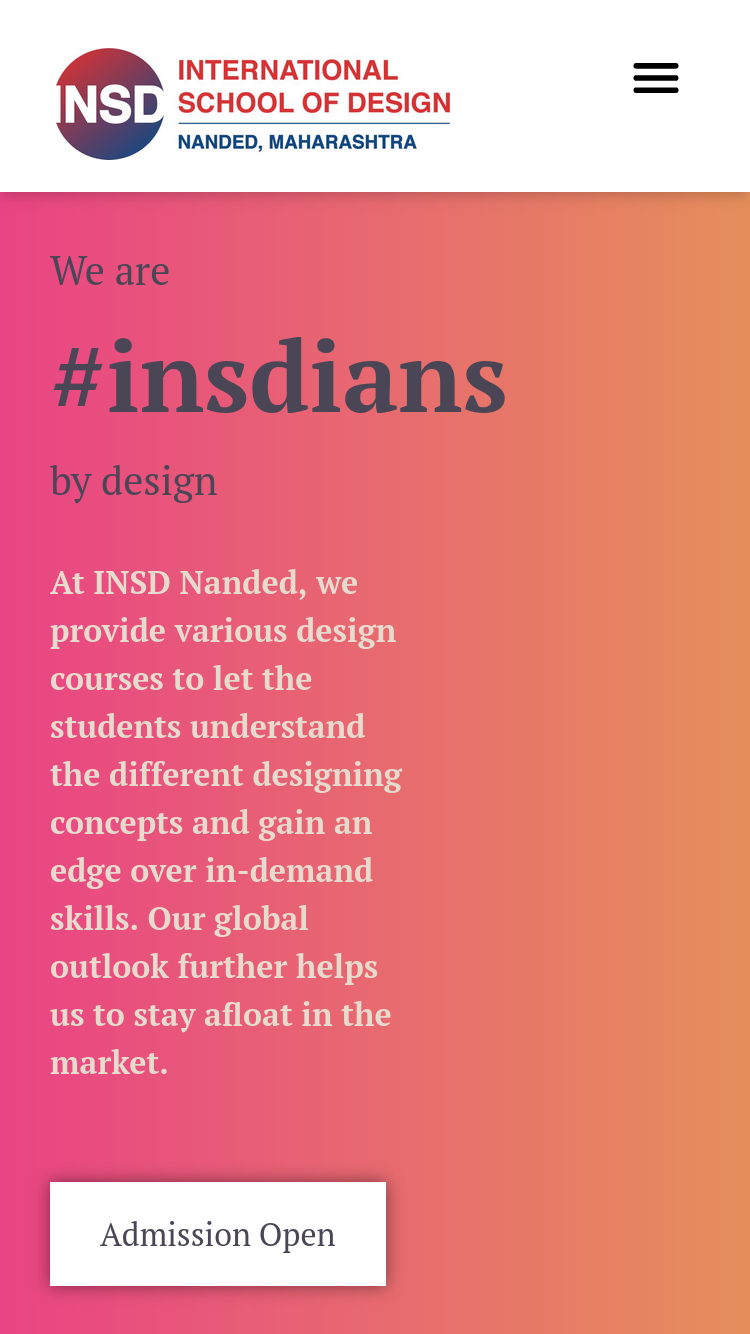 INSD
INTERNATIONAL
SCHOOL OF DESIGN
NANDED, MAHARASHTRA
We are
#insdians
by design
At INSD Nanded, we
provide various design
courses to let the
students understand
the different designing
concepts and gain an
edge over in-demand
skills. Our global
outlook further helps
us to stay afloat in the
market.
Admission Open